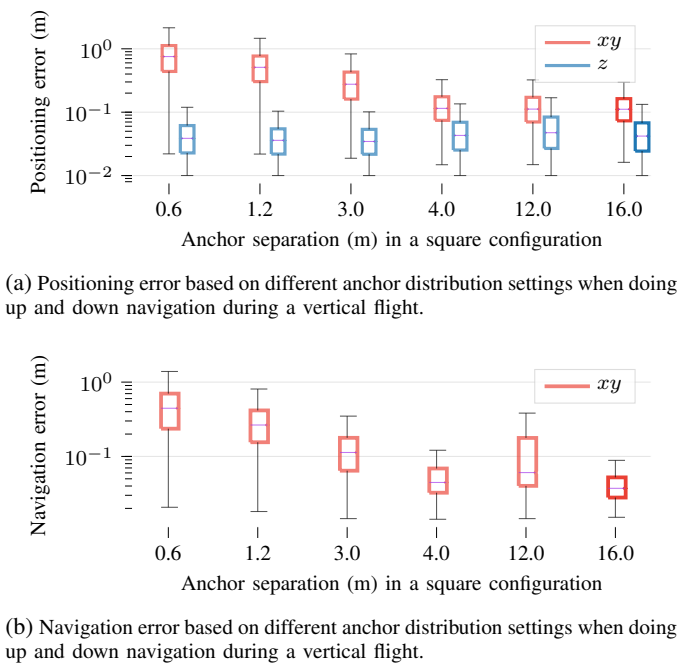 Positioning error (m)
10⁰
10⁻¹
10⁻²
xy
z
0.6 1.2 3.0 4.0 12.0 16.0
Anchor separation (m) in a square configuration
(a) Positioning error based on different anchor distribution settings when doing
up and down navigation during a vertical flight.
Navigation error (m)
10⁰
10⁻¹
xy
0.6 1.2 3.0 4.0 12.0 16.0
Anchor separation (m) in a square configuration
(b) Navigation error based on different anchor distribution settings when doing
up and down navigation during a vertical flight.